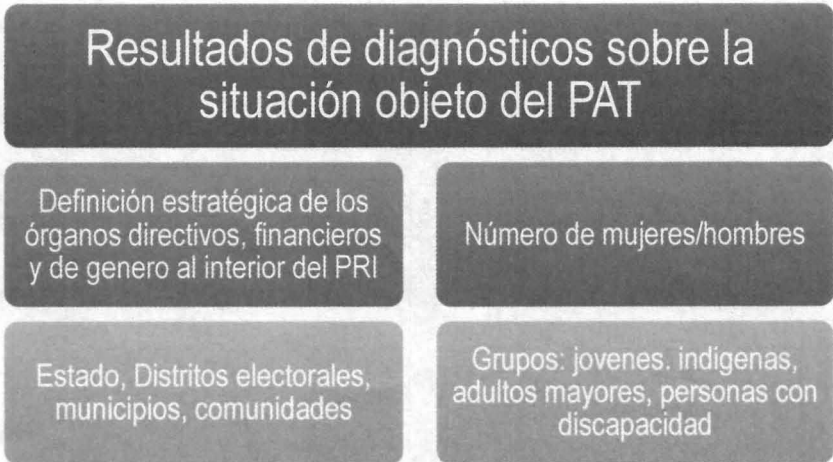 Resultados de diagnósticos sobre la
situación objeto del PAT
Definición estratégica de los
órganos directivos, financieros
y de genero al interior del PRI
Número de mujeres/hombres
Estado, Distritos electorales,
municipios, comunidades
Grupos: jovenes. indigenas,
adultos mayores, personas con
discapacidad